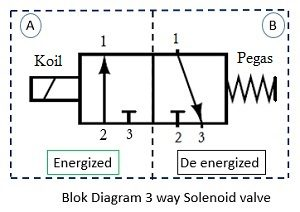 A
B
Koil
1
1
Pegas
2 3
2 3
Energized
De energized
Blok Diagram 3 way Solenoid valve